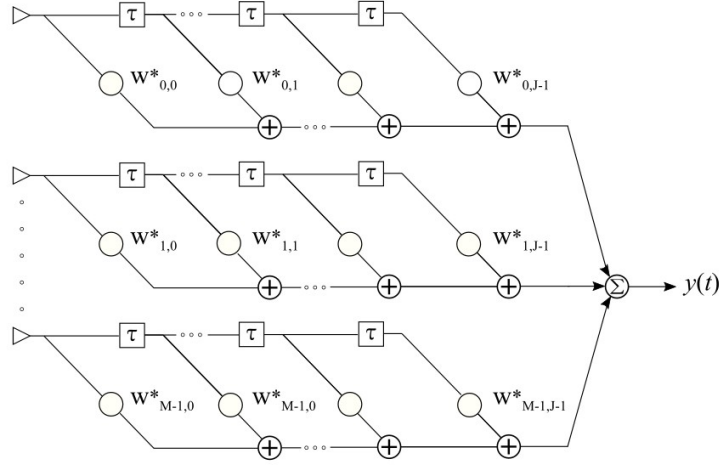 τ τ τ
W*0,0 W*0,1 W*0,J-1
τ τ τ
W*1,0 W*1,1 W*1,J-1
Σ y(t)
τ τ τ
W*M-1,0 W*M-1,0 W*M-1,J-1